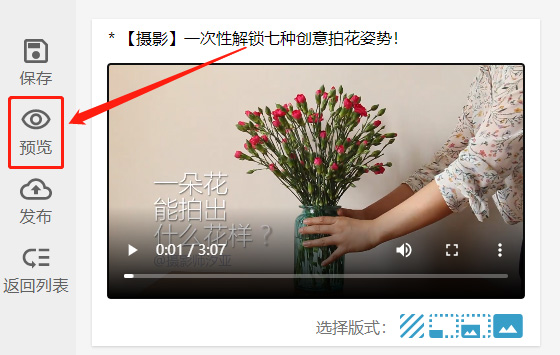 保存
预览
发布
返回列表
* 【摄影】一次性解锁七种创意拍花姿势！
一朵花
能拍出
什么花样？
0:01 / 3:07
选择版式：